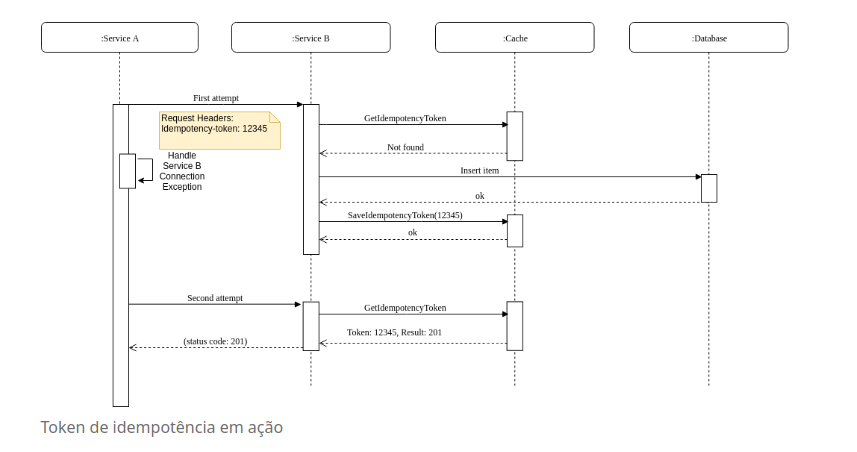 :Service A
:Service B
:Cache
:Database
First attempt
Request Headers:
Idempotency-token: 12345
GetIdempotencyToken
Not found
Handle
Service B
Connection
Exception
Insert item
ok
SaveIdempotencyToken(12345)
ok
Second attempt
GetIdempotencyToken
Token: 12345, Result: 201
(status code: 201)
Token de idempotência em ação